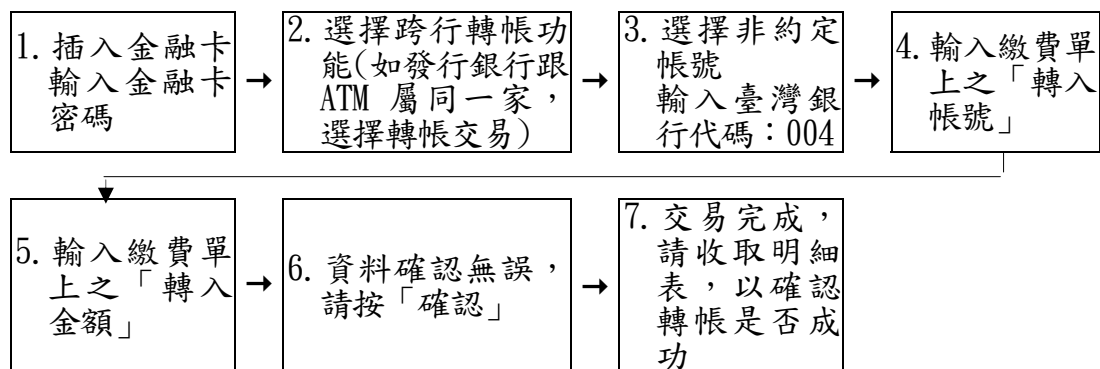 1. 插入金融卡
輸入金融卡
密碼
→
2. 選擇跨行轉帳功
能(如發行銀行跟
ATM 屬同一家，
選擇轉帳交易)
→
3. 選擇非約定
帳號
輸入臺灣銀
行代碼：004
→
4. 輸入繳費單
上之「轉入
帳號」
5. 輸入繳費單
上之「轉入
金額」
→
6. 資料確認無誤，
請按「確認」
→
7. 交易完成，
請收取明細
表，以確認
轉帳是否成
功